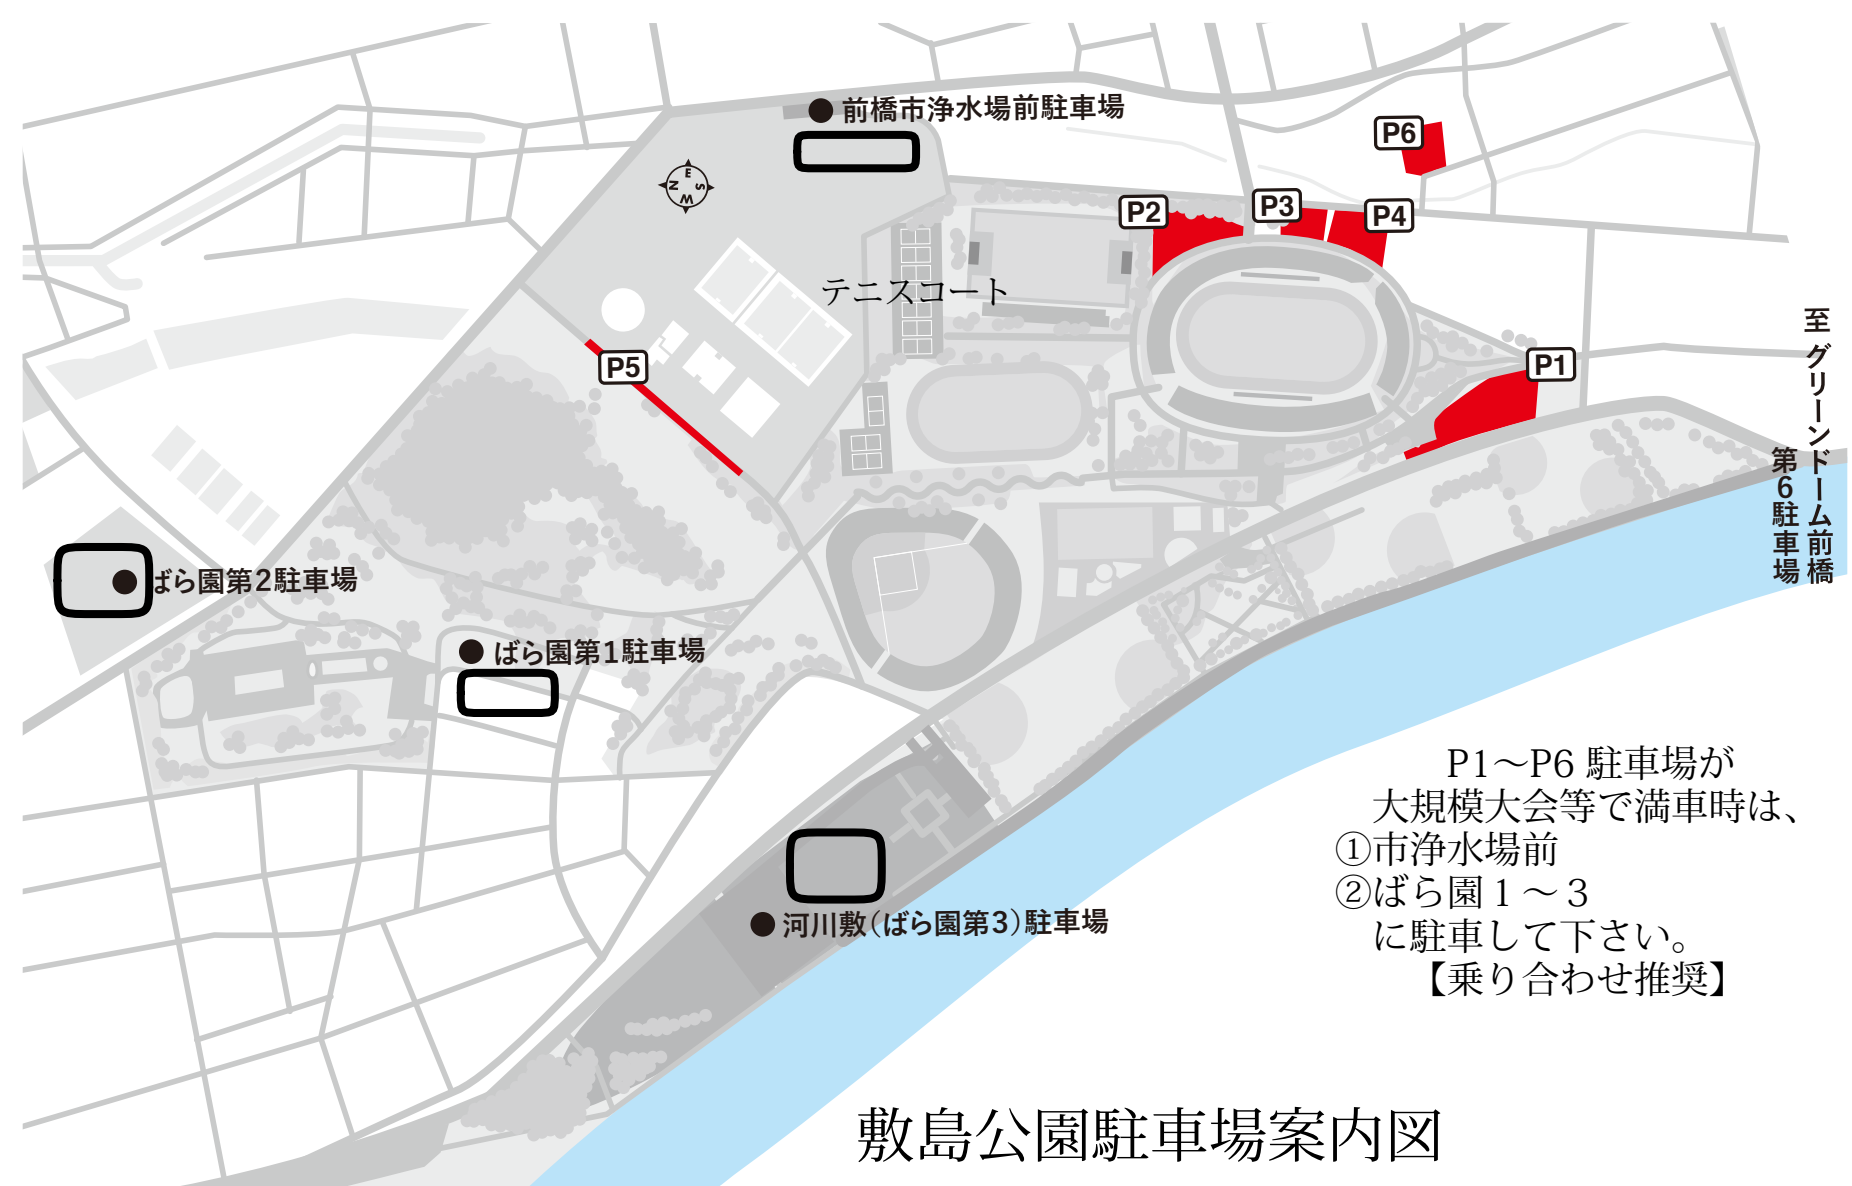 前橋市浄水場前駐車場
P6
E
N
S
W
P2
P3
P4
テニスコート
至 グリーンドーム前橋
第6駐車場
P1
P5
ばら園第2駐車場
ばら園第1駐車場
P1〜P6 駐車場が
大規模大会等で満車時は、
①市浄水場前
②ばら園1〜3
に駐車して下さい。
【乗り合わせ推奨】
河川敷(ばら園第3)駐車場
敷島公園駐車場案内図